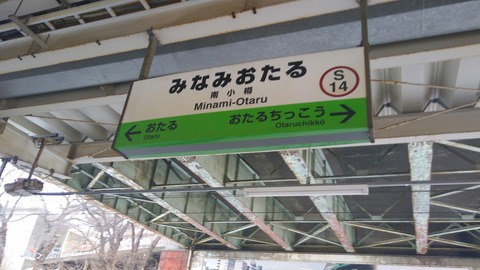 みなみおたる
南小樽
Minami-Otaru
S
14
おたる
Otaru
おたるちっこう
Otaruchikkō